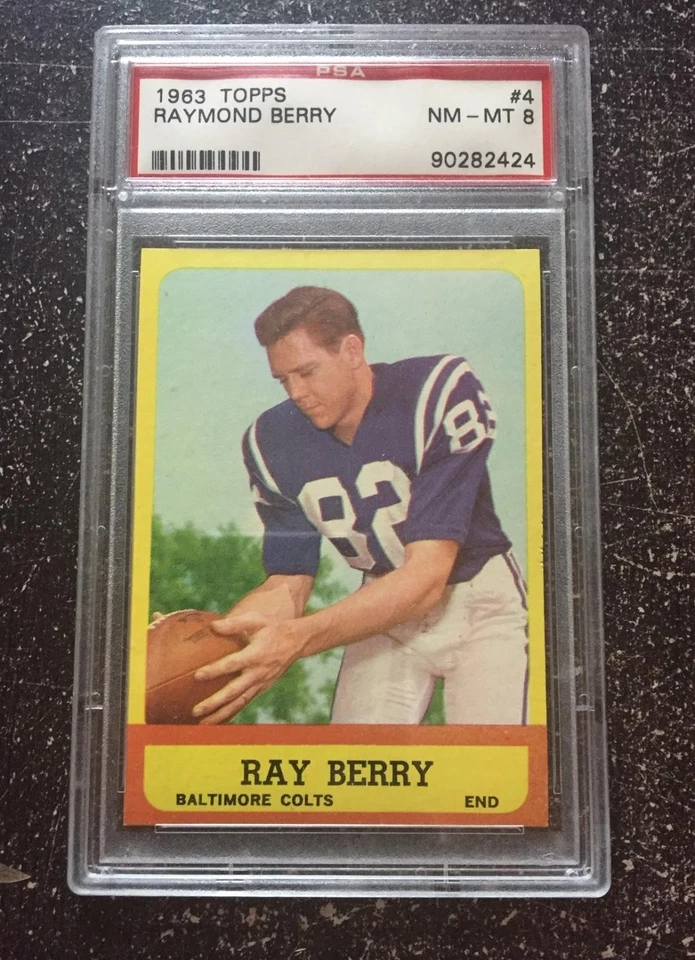 PSA
1963 TOPPS #4
RAYMOND BERRY NM-MT 8
90282424
82
82
RAY BERRY
BALTIMORE COLTS END